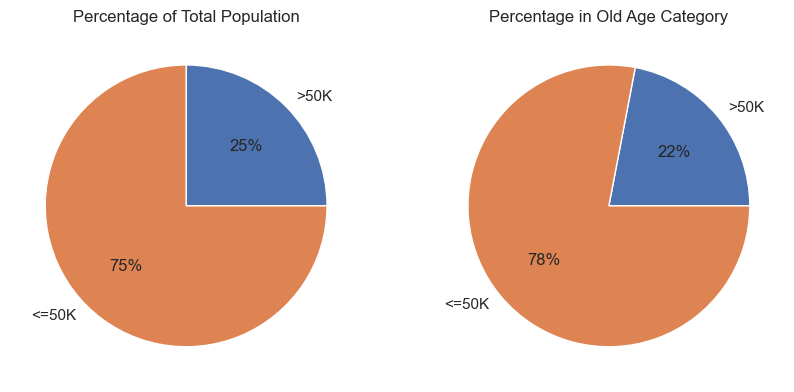 Percentage of Total Population
>50K
25%
75%
<=50K
Percentage in Old Age Category
>50K
22%
78%
<=50K